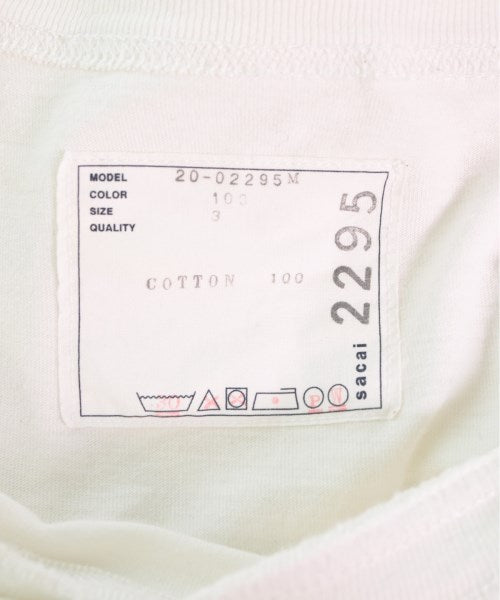 MODEL 20-02295M
COLOR 100
SIZE 3
QUALITY
COTTON 100
sacai 2295
P